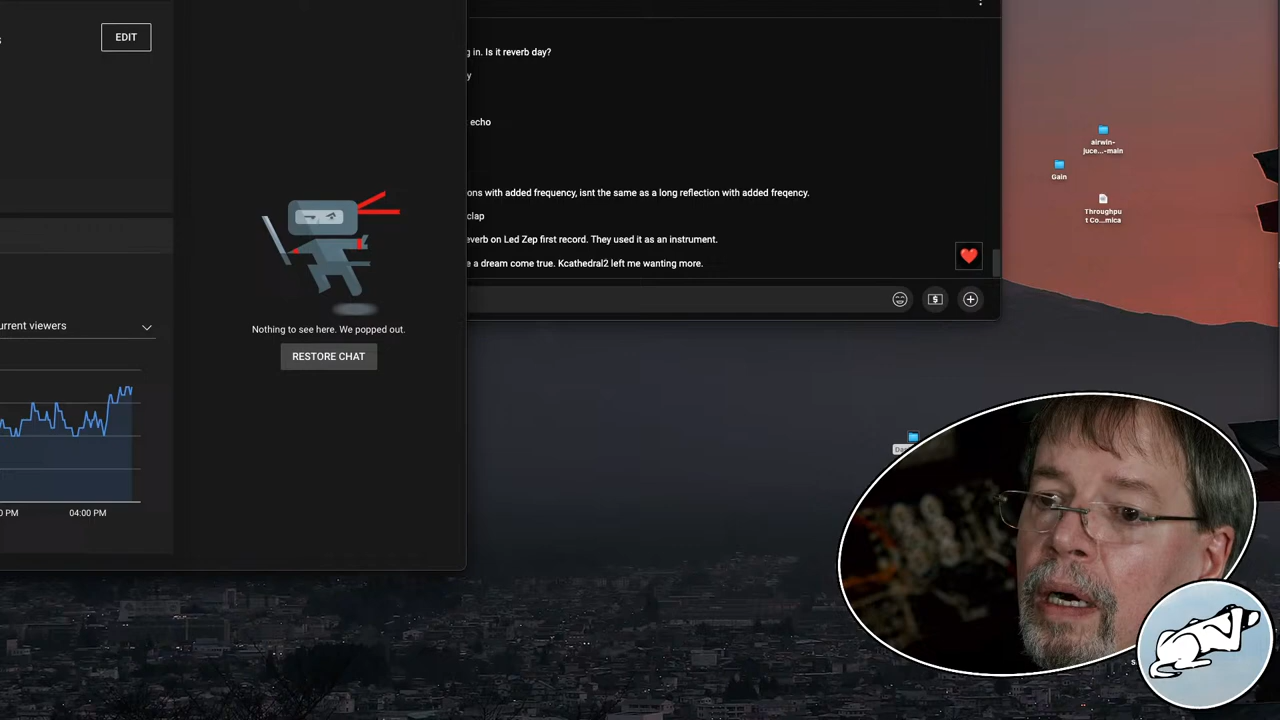 EDIT
g in. Is it reverb day?
y
echo
ons with added frequency, isnt the same as a long reflection with added freqency.
clap
everb on Led Zep first record. They used it as an instrument.
e a dream come true. Kcathedral2 left me wanting more.
airwin-
juce...-main
Gain
Throughpu
t Co...mica
urrent viewers
Nothing to see here. We popped out.
RESTORE CHAT
0 PM
04:00 PM